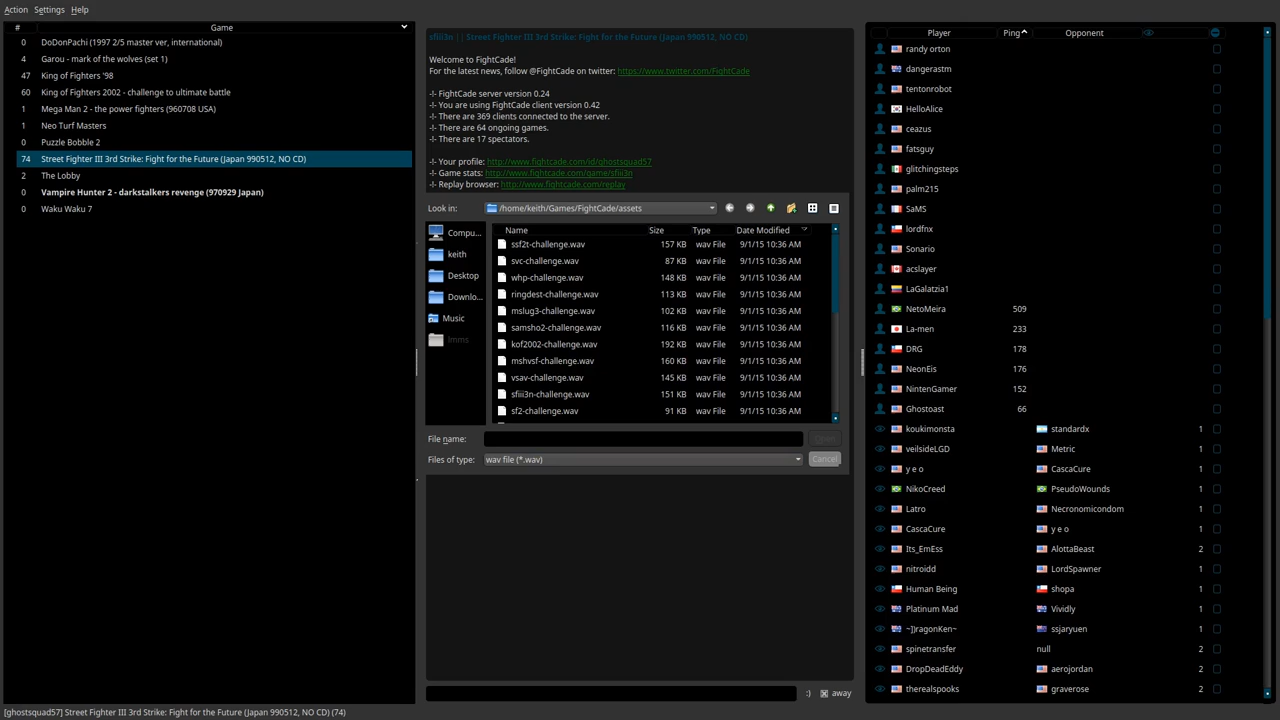 Action Settings Help
# Game
0 DoDonPachi (1997 2/5 master ver, international)
4 Garou - mark of the wolves (set 1)
47 King of Fighters '98
60 King of Fighters 2002 - challenge to ultimate battle
1 Mega Man 2 - the power fighters (960708 USA)
1 Neo Turf Masters
0 Puzzle Bobble 2
74 Street Fighter III 3rd Strike: Fight for the Future (Japan 990512, NO CD)
2 The Lobby
0 Vampire Hunter 2 - darkstalkers revenge (970929 Japan)
0 Waku Waku 7
sfiii3n || Street Fighter III 3rd Strike: Fight for the Future (Japan 990512, NO CD)
Welcome to FightCade!
For the latest news, follow @FightCade on twitter: https://www.twitter.com/FightCade
-!- FightCade server version 0.24
-!- You are using FightCade client version 0.42
-!- There are 369 clients connected to the server.
-!- There are 64 ongoing games.
-!- There are 17 spectators.
-!- Your profile: http://www.fightcade.com/id/ghostsquad57
-!- Game stats: http://www.fightcade.com/game/sfiii3n
-!- Replay browser: http://www.fightcade.com/replay
Look in: /home/keith/Games/FightCade/assets
Compu...
keith
Desktop
Downlo...
Music
lmms
Name Size Type Date Modified
ssf2t-challenge.wav 157 KB wav File 9/1/15 10:36 AM
svc-challenge.wav 87 KB wav File 9/1/15 10:36 AM
whp-challenge.wav 148 KB wav File 9/1/15 10:36 AM
ringdest-challenge.wav 113 KB wav File 9/1/15 10:36 AM
mslug3-challenge.wav 102 KB wav File 9/1/15 10:36 AM
samsho2-challenge.wav 116 KB wav File 9/1/15 10:36 AM
kof2002-challenge.wav 192 KB wav File 9/1/15 10:36 AM
mshvsf-challenge.wav 160 KB wav File 9/1/15 10:36 AM
vsav-challenge.wav 145 KB wav File 9/1/15 10:36 AM
sfiii3n-challenge.wav 151 KB wav File 9/1/15 10:36 AM
sf2-challenge.wav 91 KB wav File 9/1/15 10:36 AM
File name: Open
Files of type: wav file (*.wav) Cancel
:) away
Player Ping Opponent
randy orton
dangerastm
tentonrobot
HelloAlice
ceazus
fatsguy
glitchingsteps
palm215
SaMS
lordfnx
Sonario
acslayer
LaGalatzia1
NetoMeira 509
La-men 233
DRG 178
NeonEis 176
NintenGamer 152
Ghostoast 66
koukimonsta standardx 1
veilsideLGD Metric 1
y e o CascaCure 1
NikoCreed PseudoWounds 1
Latro Necronomicondom 1
CascaCure y e o 1
Its_EmEss AlottaBeast 2
nitroidd LordSpawner 1
Human Being shopa 1
Platinum Mad Vividly 1
~])ragonKen~ ssjaryuen 1
spinetransfer null 2
DropDeadEddy aerojordan 2
therealspooks graverose 2
[ghostsquad57] Street Fighter III 3rd Strike: Fight for the Future (Japan 990512, NO CD) (74)